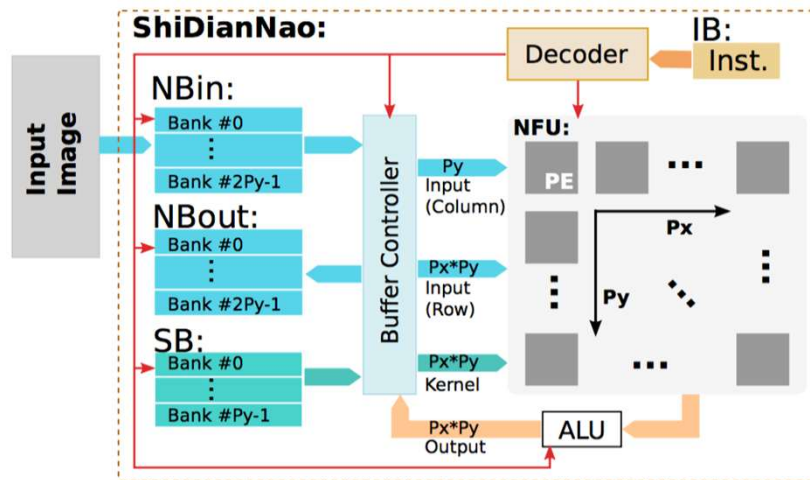 ShiDianNao:
IB:
Decoder
Inst.
Input
Image
NBin:
Bank #0
⋮
Bank #2Py-1
NBout:
Bank #0
⋮
Bank #2Py-1
SB:
Bank #0
⋮
Bank #Py-1
Buffer Controller
Py
Input
(Column)
Px*Py
Input
(Row)
Px*Py
Kernel
NFU:
PE
...
Px
Py
⋮
⋱
⋮
...
Px*Py
Output
ALU